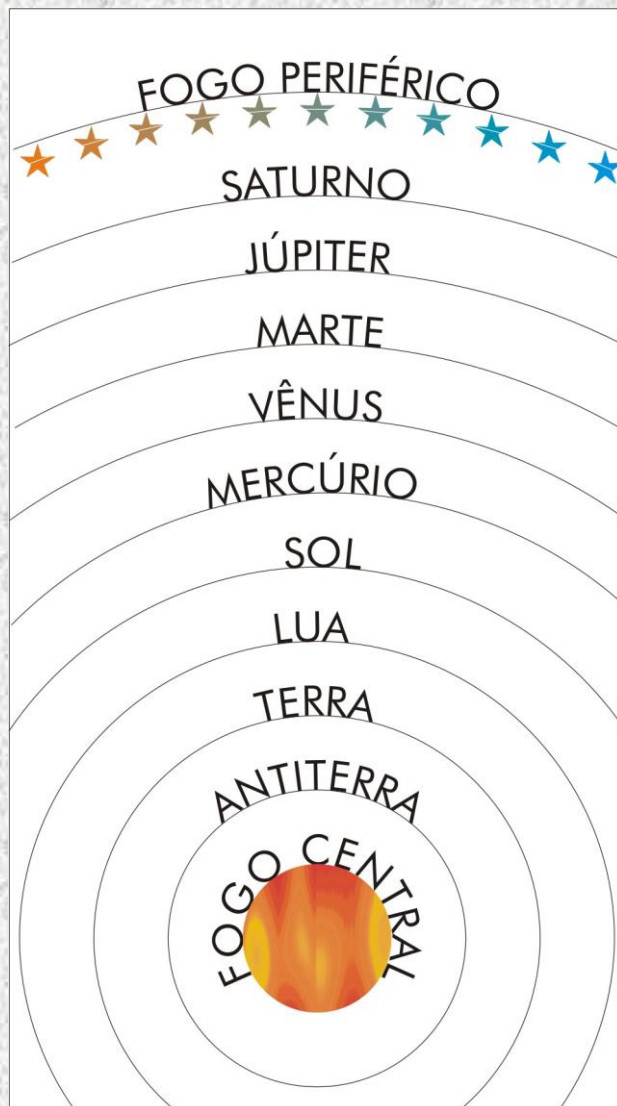 FOGO PERIFÉRICO
SATURNO
JÚPITER
MARTE
VÊNUS
MERCÚRIO
SOL
LUA
TERRA
ANTITERRA
FOGO CENTRAL